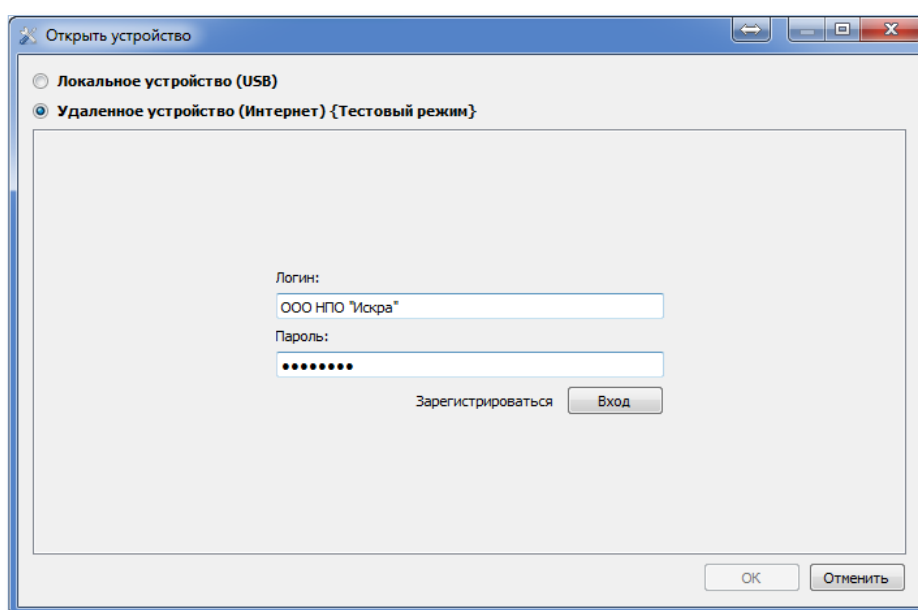 Открыть устройство
Локальное устройство (USB)
Удаленное устройство (Интернет) {Тестовый режим}
Логин:
ООО НПО "Искра"
Пароль:
••••••••
Зарегистрироваться Вход
OK Отменить